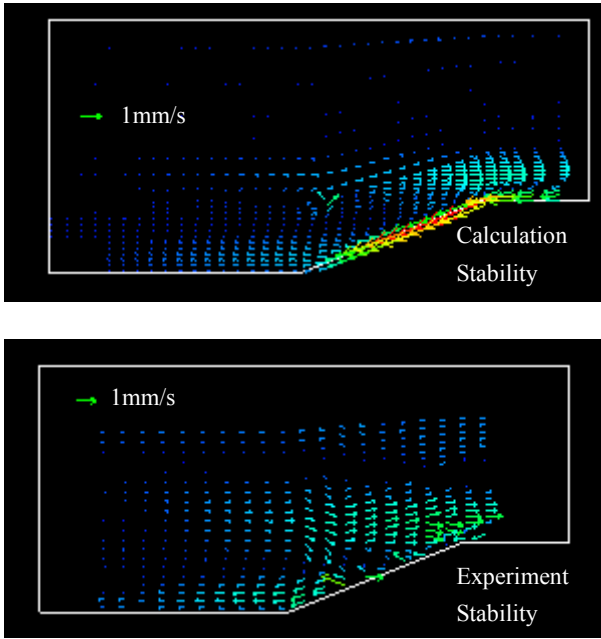 1mm/s
Calculation
Stability
1mm/s
Experiment
Stability